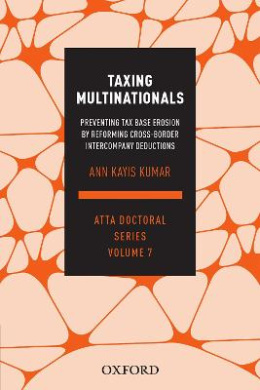 TAXING
MULTINATIONALS
PREVENTING TAX BASE EROSION
BY REFORMING CROSS-BORDER
INTERCOMPANY DEDUCTIONS
ANN KAYIS KUMAR
ATTA DOCTORAL
SERIES
VOLUME 7
OXFORD